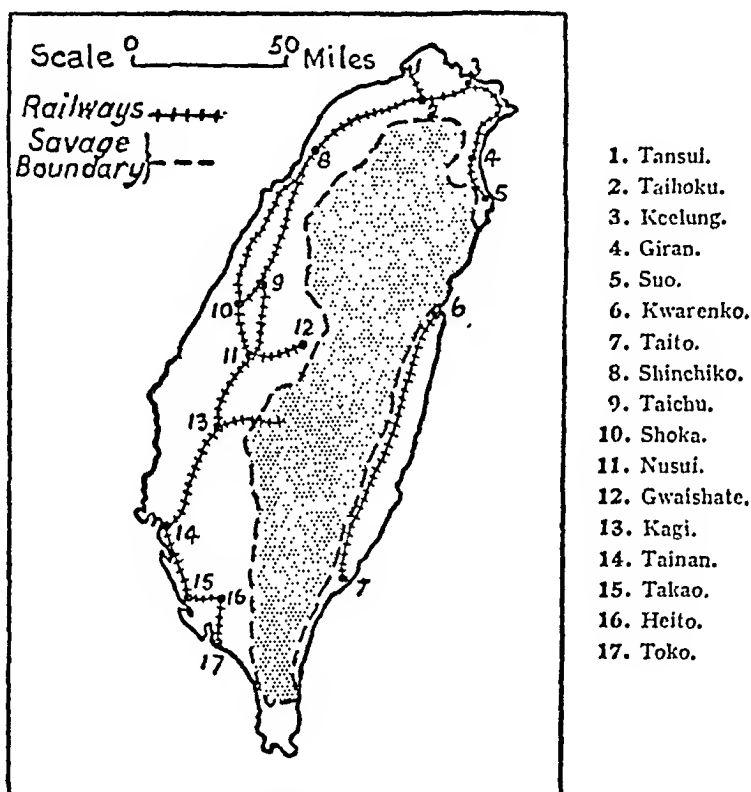 Scale 0 50 Miles
Railways
Savage
Boundary
1
2
3
4
5
6
7
8
9
10
11
12
13
14
15
16
17
1. Tansui.
2. Taihoku.
3. Keelung.
4. Giran.
5. Suo.
6. Kwarenko.
7. Taito.
8. Shinchiko.
9. Taichu.
10. Shoka.
11. Nusui.
12. Gwaishate.
13. Kagi.
14. Tainan.
15. Takao.
16. Heito.
17. Toko.